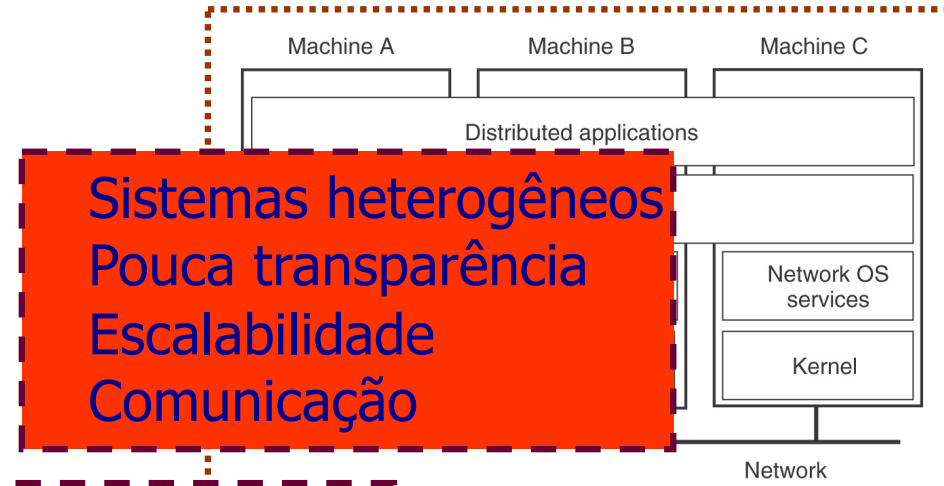 Machine A
Machine B
Machine C
Distributed applications
Sistemas heterogêneos
Pouca transparência
Escalabilidade
Comunicação
Network OS
services
Kernel
Network